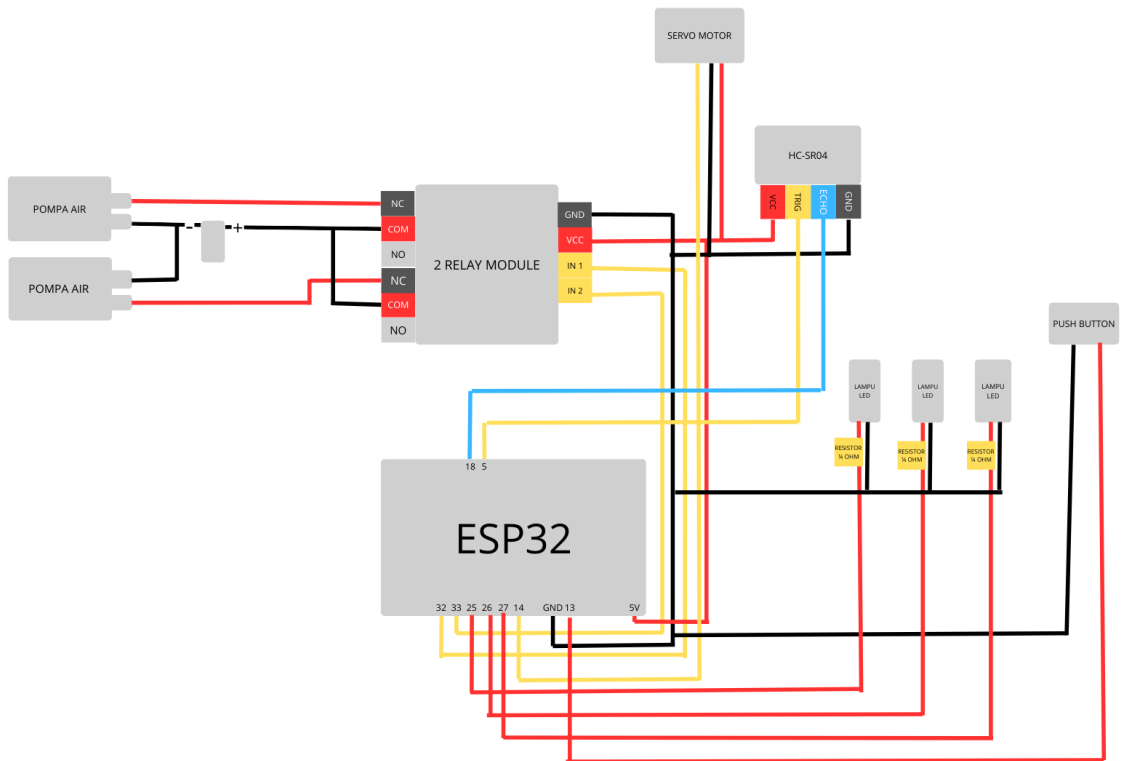 SERVO MOTOR
HC-SR04
VCC
TRIG
ECHO
GND
POMPA AIR
POMPA AIR
-
+
NC
COM
NO
NC
COM
NO
2 RELAY MODULE
GND
VCC
IN 1
IN 2
PUSH BUTTON
LAMPU
LED
LAMPU
LED
LAMPU
LED
RESISTOR
¼ OHM
RESISTOR
¼ OHM
RESISTOR
¼ OHM
18 5
ESP32
32 33 25 26 27 14 GND 13 5V